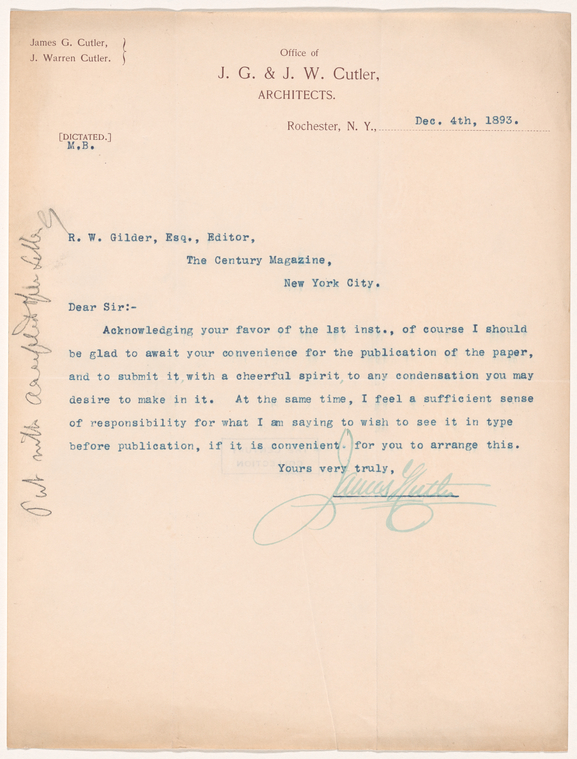 James G. Cutler,
J. Warren Cutler.
Office of
J. G. & J. W. Cutler,
ARCHITECTS.
Rochester, N. Y., Dec. 4th, 1893.
[DICTATED.]
M.B.
R. W. Gilder, Esq., Editor,
The Century Magazine,
New York City.
Dear Sir:-
Acknowledging your favor of the 1st inst., of course I should
be glad to await your convenience for the publication of the paper,
and to submit it, with a cheerful spirit, to any condensation you may
desire to make in it. At the same time, I feel a sufficient sense
of responsibility for what I am saying to wish to see it in type
before publication, if it is convenient for you to arrange this.
Yours very truly,
James G Cutler
Put with accepted letter